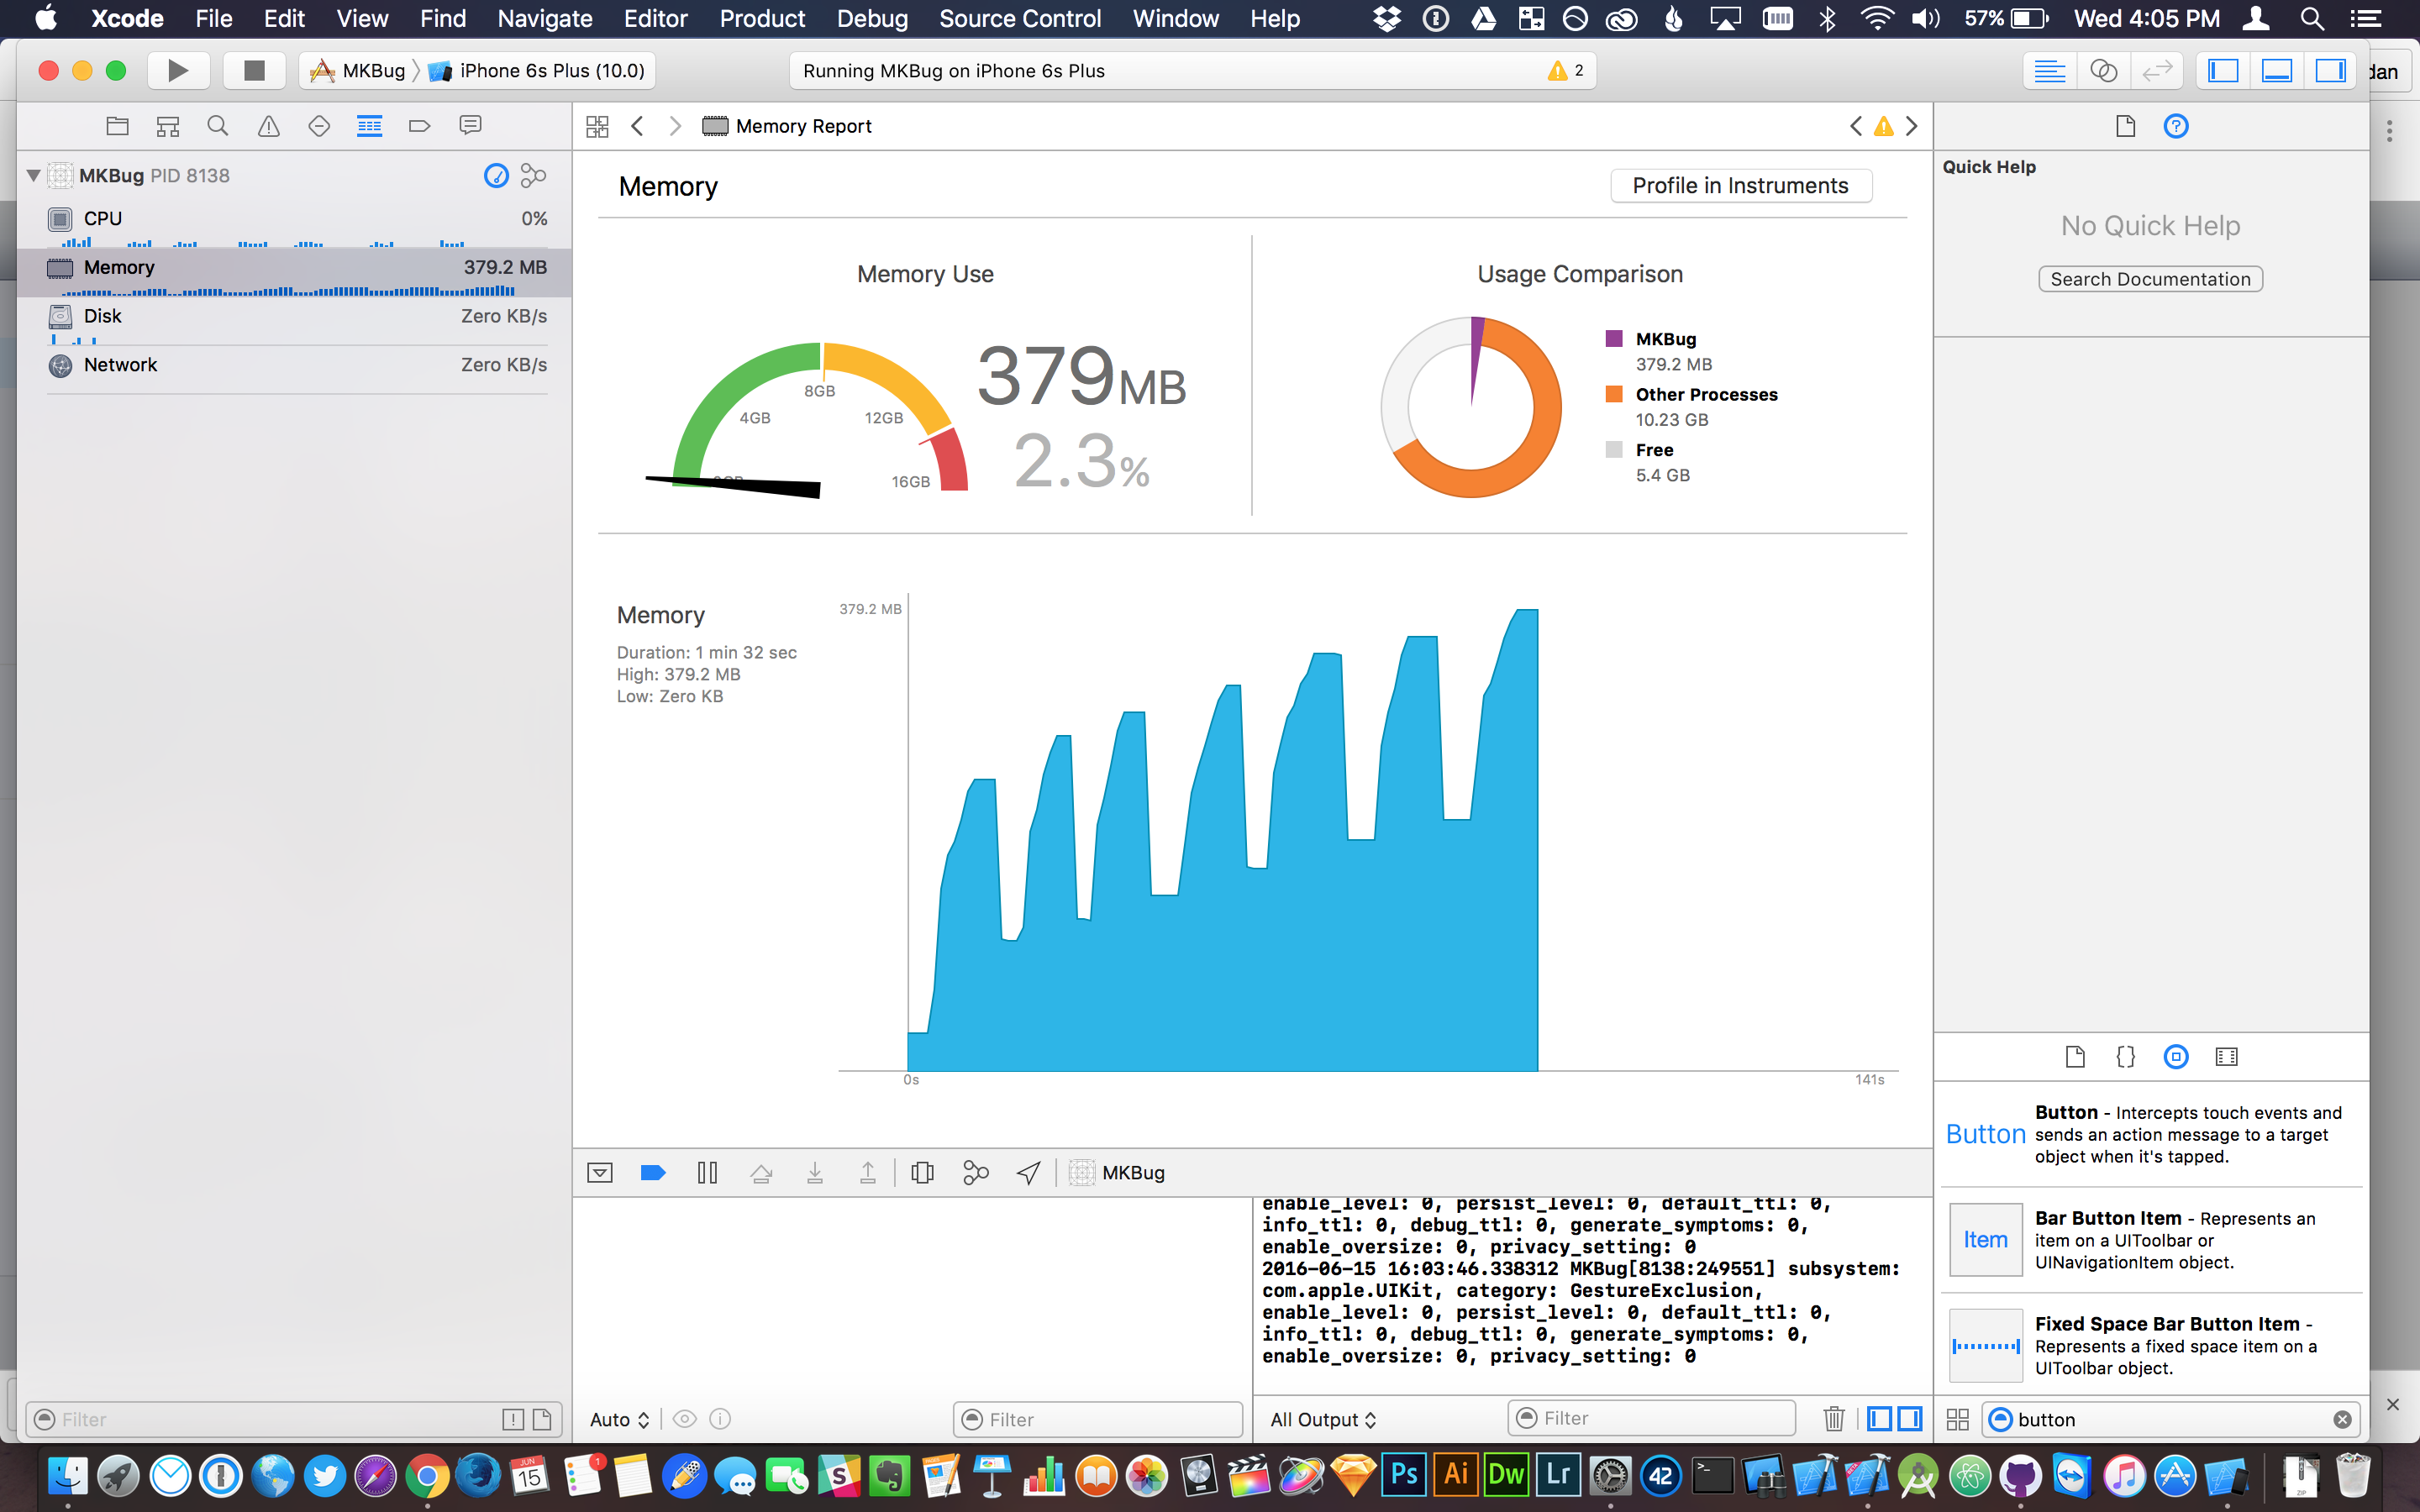 Xcode File Edit View Find Navigate Editor Product Debug Source Control Window Help 57% Wed 4:05 PM
MKBug iPhone 6s Plus (10.0) Running MKBug on iPhone 6s Plus 2
dan
Memory Report
MKBug PID 8138
CPU 0%
Memory 379.2 MB
Disk Zero KB/s
Network Zero KB/s
Memory
Profile in Instruments
Memory Use
4GB
8GB
12GB
16GB
379MB
2.3%
Usage Comparison
MKBug
379.2 MB
Other Processes
10.23 GB
Free
5.4 GB
Memory
Duration: 1 min 32 sec
High: 379.2 MB
Low: Zero KB
379.2 MB
0s
141s
Quick Help
No Quick Help
Search Documentation
MKBug
enable_level: 0, persist_level: 0, default_ttl: 0,
info_ttl: 0, debug_ttl: 0, generate_symptoms: 0,
enable_oversize: 0, privacy_setting: 0
2016-06-15 16:03:46.338312 MKBug[8138:249551] subsystem:
com.apple.UIKit, category: GestureExclusion,
enable_level: 0, persist_level: 0, default_ttl: 0,
info_ttl: 0, debug_ttl: 0, generate_symptoms: 0,
enable_oversize: 0, privacy_setting: 0
Button
Button - Intercepts touch events and
sends an action message to a target
object when it's tapped.
Item
Bar Button Item - Represents an
item on a UIToolbar or
UINavigationItem object.
Fixed Space Bar Button Item -
Represents a fixed space item on a
UIToolbar object.
Filter
Auto
Filter
All Output
Filter
button
JUN
15
1
S
Ps
Ai
Dw
Lr
42
ZIP